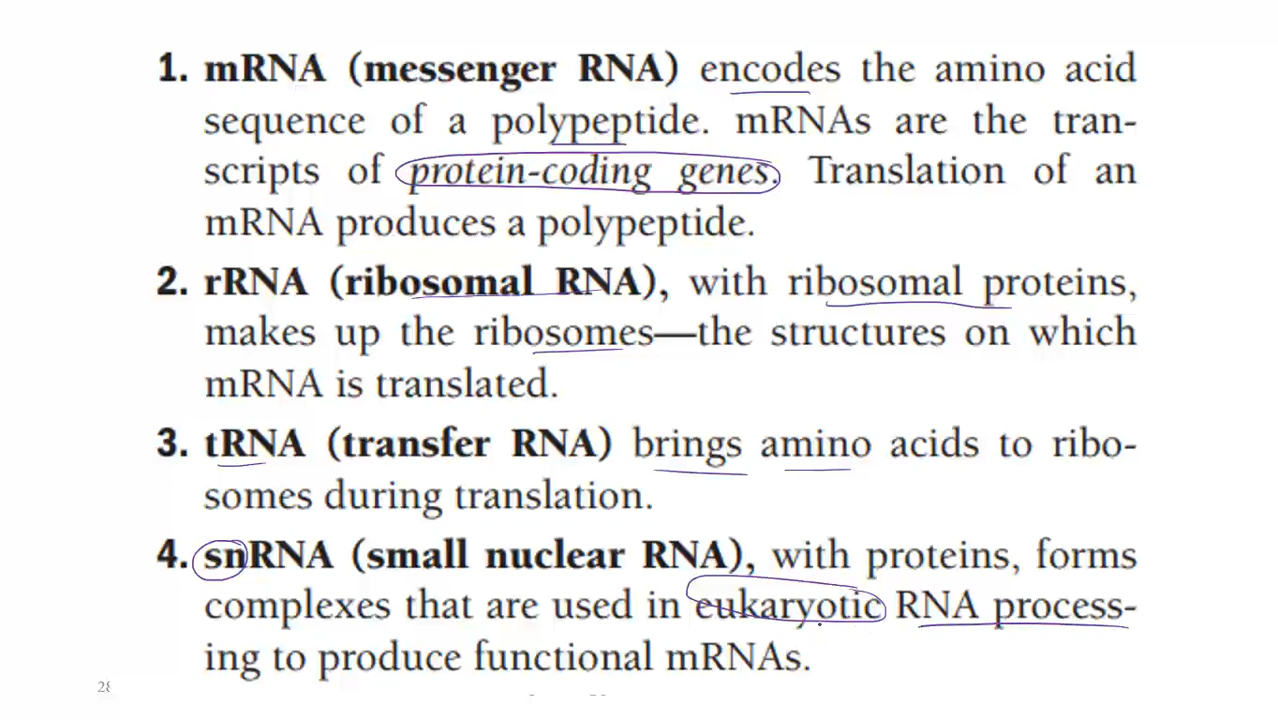 1. mRNA (messenger RNA) encodes the amino acid
sequence of a polypeptide. mRNAs are the tran-
scripts of protein-coding genes. Translation of an
mRNA produces a polypeptide.
2. rRNA (ribosomal RNA), with ribosomal proteins,
makes up the ribosomes—the structures on which
mRNA is translated.
3. tRNA (transfer RNA) brings amino acids to ribo-
somes during translation.
4. snRNA (small nuclear RNA), with proteins, forms
complexes that are used in eukaryotic RNA process-
ing to produce functional mRNAs.
28